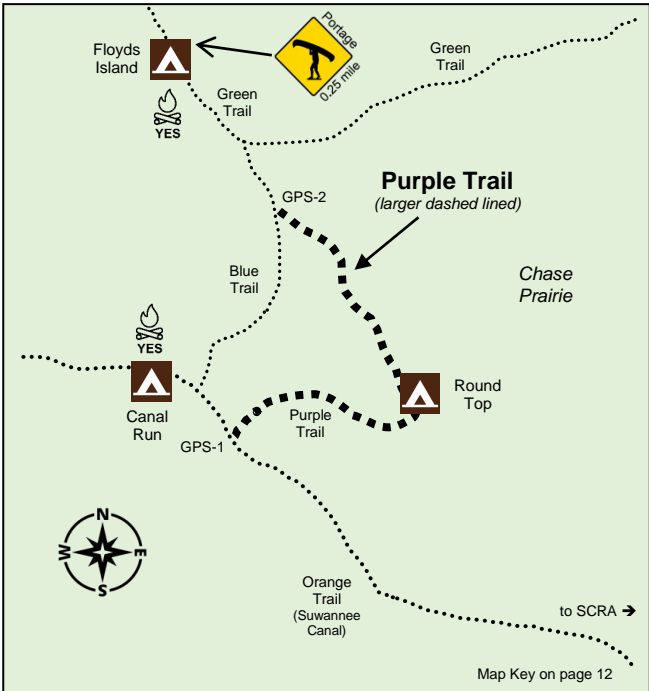 Floyds
Island
Portage
0.25 mile
Green
Trail
YES
Green
Trail
Purple Trail
(larger dashed lined)
GPS-2
Chase
Prairie
Blue
Trail
YES
Round
Top
Canal
Run
Purple
Trail
GPS-1
N
W
E
S
Orange
Trail
(Suwannee
Canal)
to SCRA →
Map Key on page 12